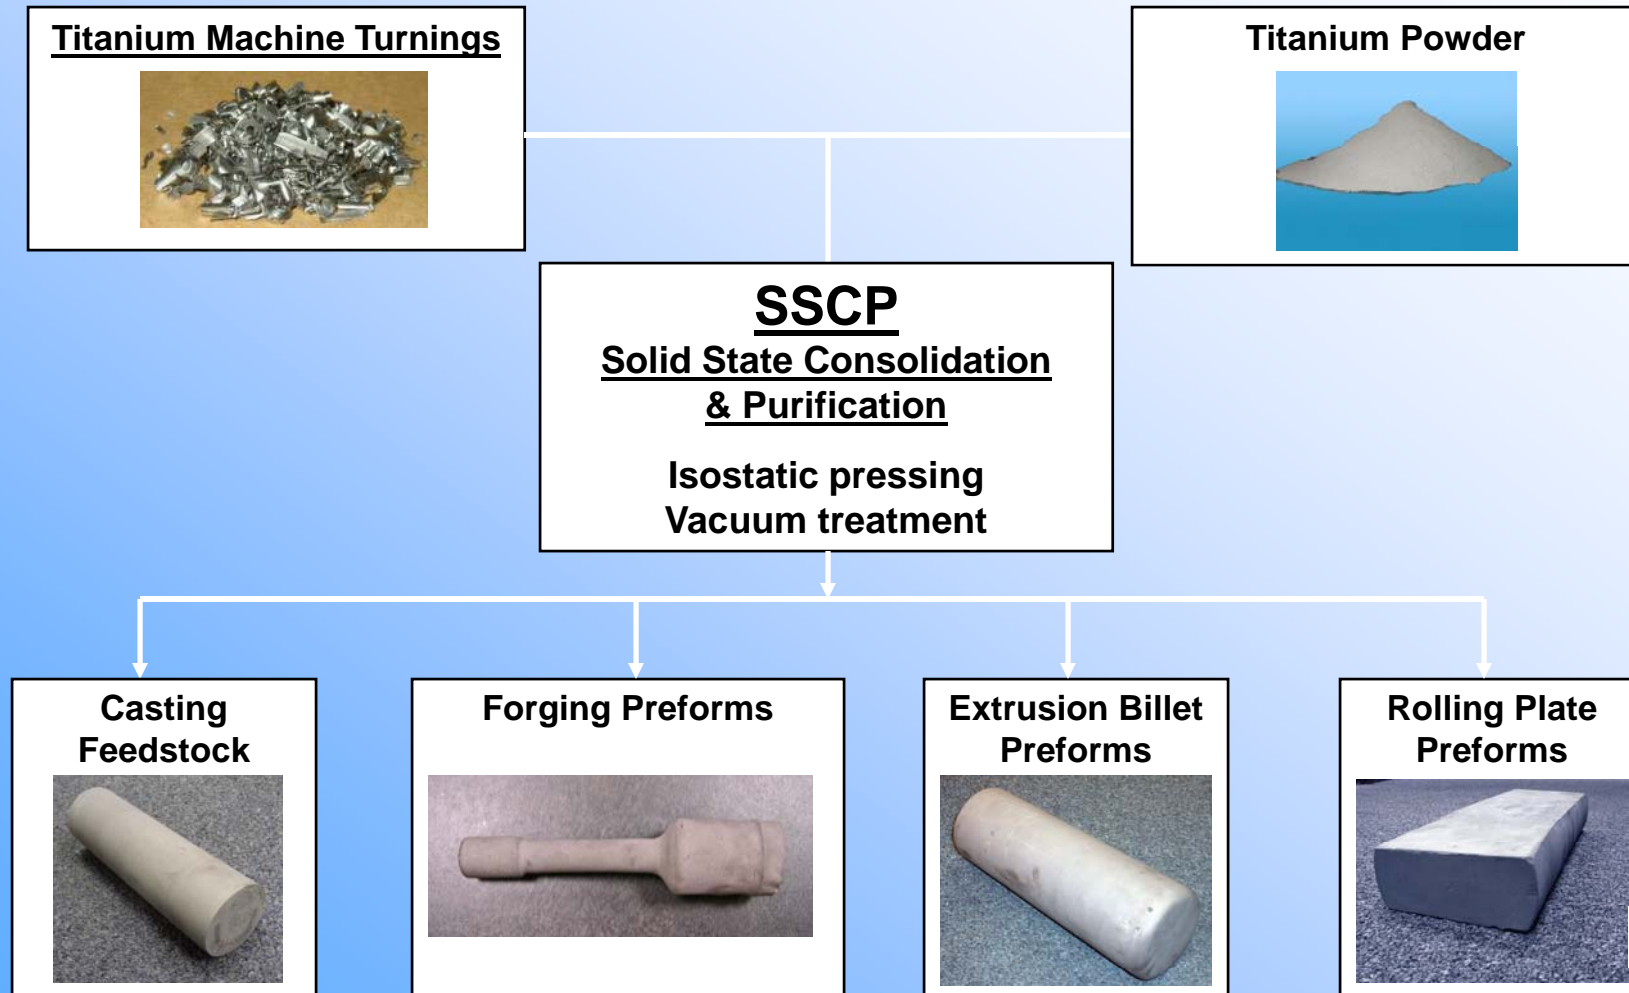 Titanium Machine Turnings
Titanium Powder
SSCP
Solid State Consolidation
& Purification
Isostatic pressing
Vacuum treatment
Casting
Feedstock
Forging Preforms
Extrusion Billet
Preforms
Rolling Plate
Preforms